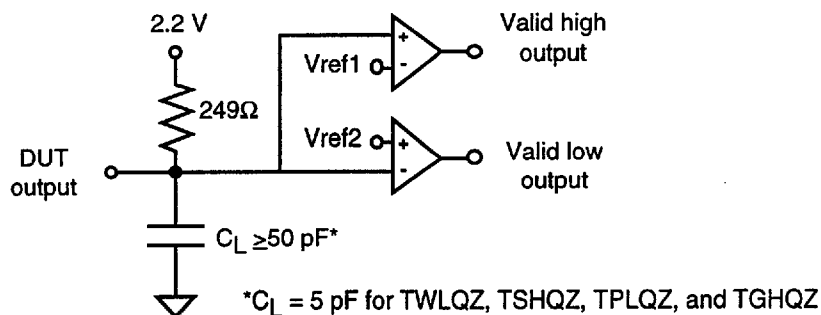 2.2 V
Valid high
output
+
-
Vref1
249Ω
Vref2
+
-
DUT
output
Valid low
output
C_L ≥50 pF*
*C_L = 5 pF for TWLQZ, TSHQZ, TPLQZ, and TGHQZ